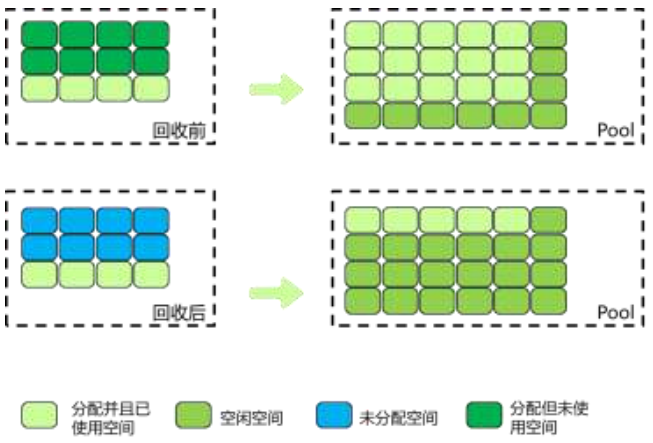 回收前
Pool
回收后
Pool
分配并且已
使用空间
空闲空间
未分配空间
分配但未使
用空间